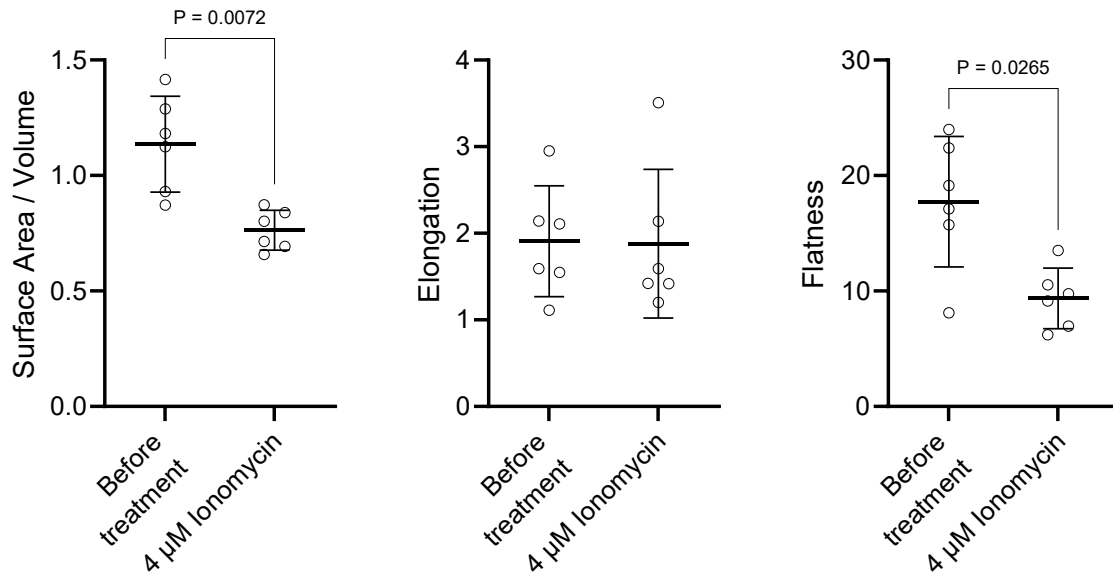 P = 0.0072
1.5
1.0
0.5
0.0
Surface Area / Volume
Before
treatment
4 µM Ionomycin
4
3
2
1
0
Elongation
Before
treatment
4 µM Ionomycin
P = 0.0265
30
20
10
0
Flatness
Before
treatment
4 µM Ionomycin